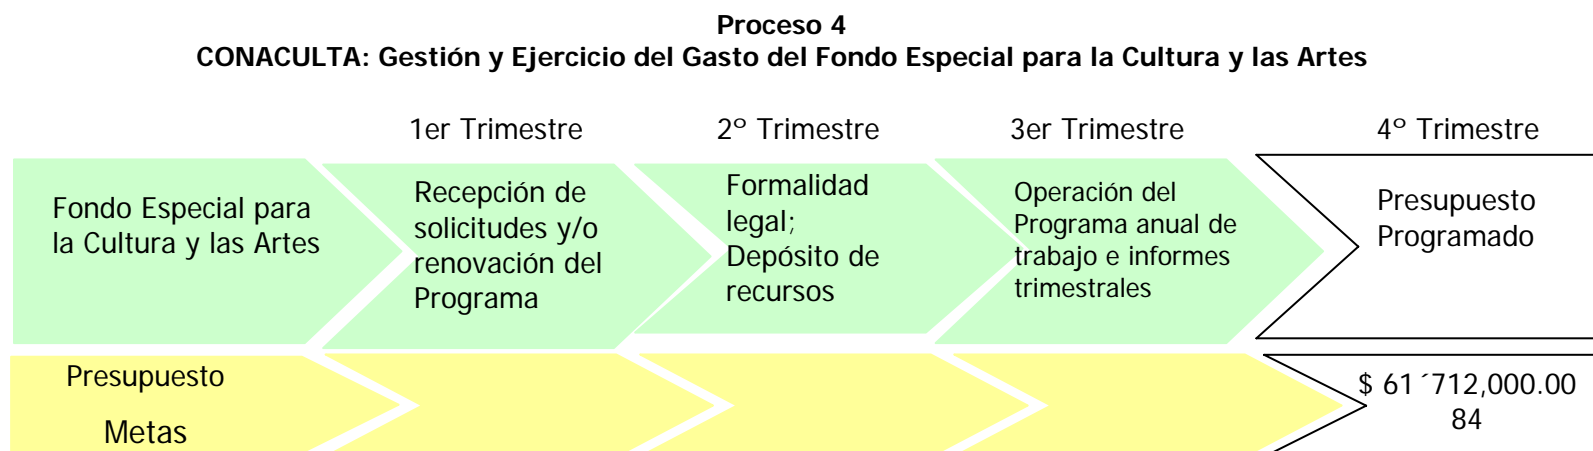 Proceso 4
CONACULTA: Gestión y Ejercicio del Gasto del Fondo Especial para la Cultura y las Artes
1er Trimestre
2º Trimestre
3er Trimestre
4º Trimestre
Fondo Especial para
la Cultura y las Artes
Recepción de
solicitudes y/o
renovación del
Programa
Formalidad
legal;
Depósito de
recursos
Operación del
Programa anual de
trabajo e informes
trimestrales
Presupuesto
Programado
Presupuesto
Metas
$ 61´712,000.00
84